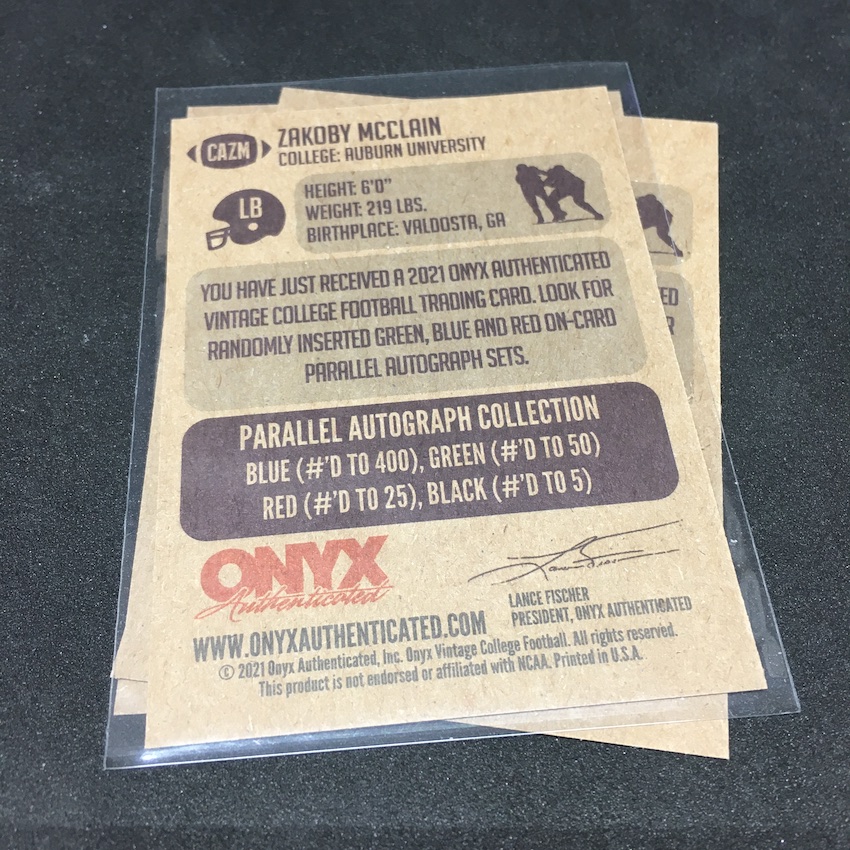 CAZM
ZAKOBY MCCLAIN
COLLEGE: AUBURN UNIVERSITY
LB
HEIGHT: 6'0"
WEIGHT: 219 LBS.
BIRTHPLACE: VALDOSTA, GA
YOU HAVE JUST RECEIVED A 2021 ONYX AUTHENTICATED
VINTAGE COLLEGE FOOTBALL TRADING CARD. LOOK FOR
RANDOMLY INSERTED GREEN, BLUE AND RED ON-CARD
PARALLEL AUTOGRAPH SETS.
PARALLEL AUTOGRAPH COLLECTION
BLUE (#'D TO 400), GREEN (#'D TO 50)
RED (#'D TO 25), BLACK (#'D TO 5)
ONYX
Authenticated
LANCE FISCHER
PRESIDENT, ONYX AUTHENTICATED
WWW.ONYXAUTHENTICATED.COM
© 2021 Onyx Authenticated, Inc. Onyx Vintage College Football. All rights reserved.
This product is not endorsed or affiliated with NCAA. Printed in U.S.A.